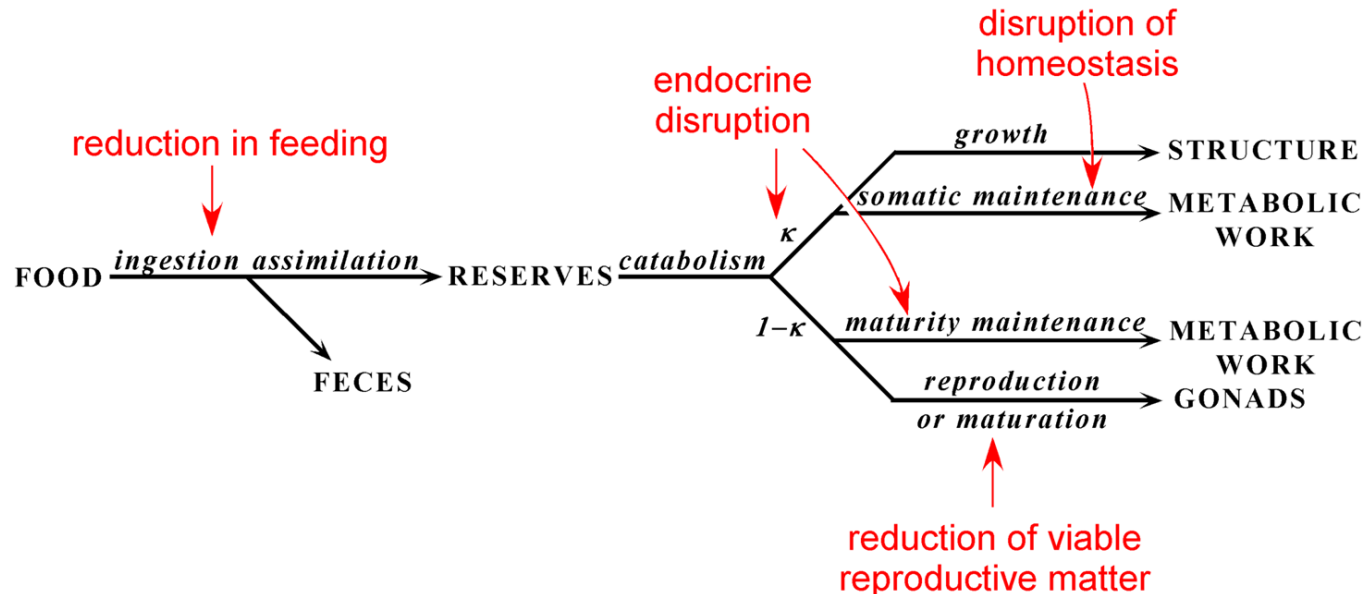 disruption of
homeostasis
endocrine
disruption
reduction in feeding
growth
STRUCTURE
somatic maintenance
METABOLIC
WORK
κ
FOOD
ingestion assimilation
RESERVES
catabolism
1−κ
maturity maintenance
METABOLIC
WORK
FECES
reproduction
or maturation
GONADS
reduction of viable
reproductive matter